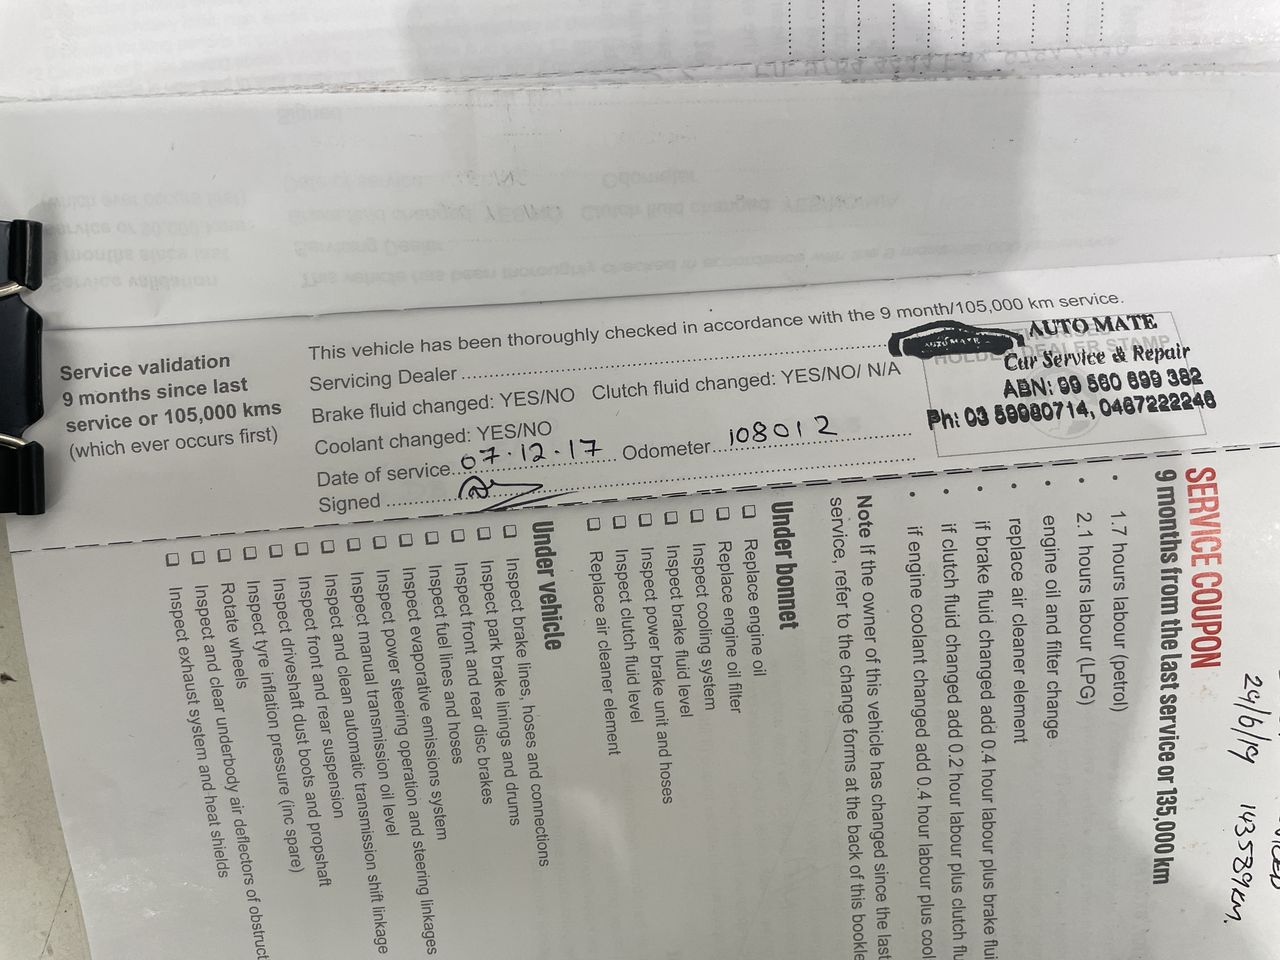 Service validation
9 months since last
service or 105,000 kms
(which ever occurs first)
This vehicle has been thoroughly checked in accordance with the 9 month/105,000 km service.
Servicing Dealer
Brake fluid changed: YES/NO Clutch fluid changed: YES/NO/ N/A
Coolant changed: YES/NO
Date of service 07.12.17 Odometer 108012
Signed
AUTO MATE
AUTO MATE
DEALER STAMP
Car Service & Repair
ABN: 99 560 699 382
Ph: 03 59980714, 0467222246
SERVICE COUPON
9 months from the last service or 135,000 km
• 1.7 hours labour (petrol)
• 2.1 hours labour (LPG)
• engine oil and filter change
• replace air cleaner element
• if brake fluid changed add 0.4 hour labour plus brake flui
• if clutch fluid changed add 0.2 hour labour plus clutch flu
• if engine coolant changed add 0.4 hour labour plus cool
Note If the owner of this vehicle has changed since the last
service, refer to the change forms at the back of this bookle
Under bonnet
Replace engine oil
Replace engine oil filter
Inspect cooling system
Inspect brake fluid level
Inspect power brake unit and hoses
Inspect clutch fluid level
Replace air cleaner element
Under vehicle
Inspect brake lines, hoses and connections
Inspect park brake linings and drums
Inspect front and rear disc brakes
Inspect fuel lines and hoses
Inspect evaporative emissions system
Inspect power steering operation and steering linkages
Inspect manual transmission oil level
Inspect and clean automatic transmission shift linkage
Inspect front and rear suspension
Inspect driveshaft dust boots and propshaft
Inspect tyre inflation pressure (inc spare)
Rotate wheels
Inspect and clear underbody air deflectors of obstruct
Inspect exhaust system and heat shields
24/6/19 143589km.